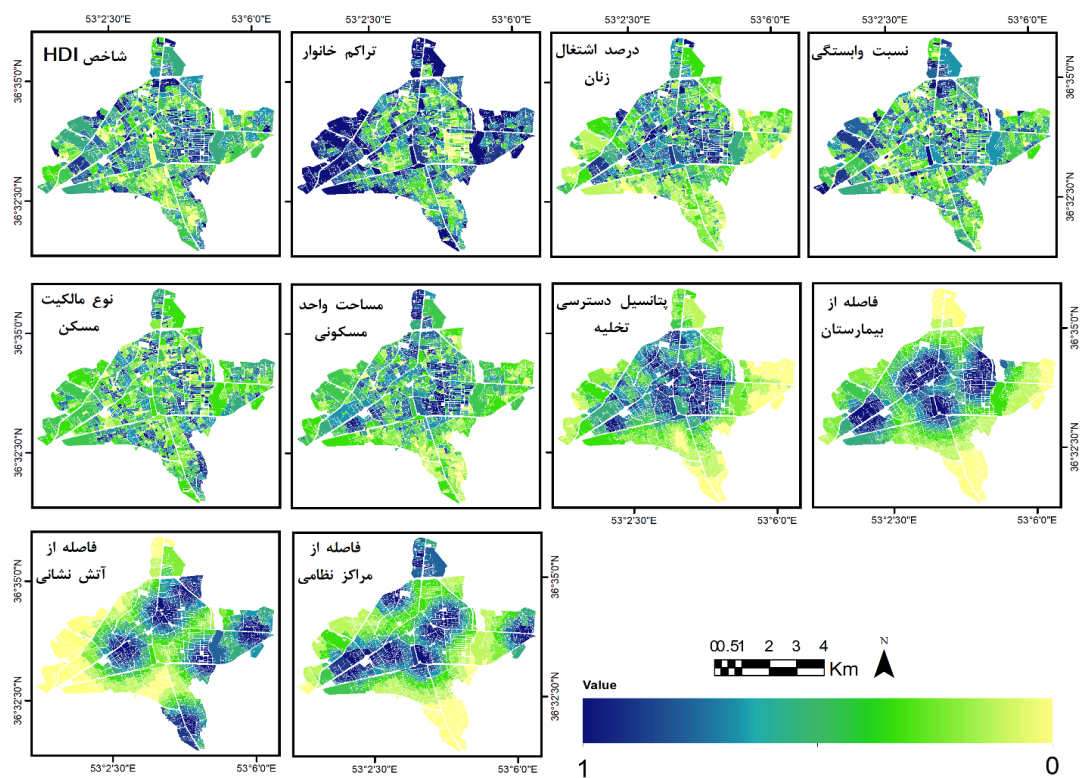 53°2'30"E 53°6'0"E 53°2'30"E 53°6'0"E
53°2'30"E 53°6'0"E 53°2'30"E 53°6'0"E
شاخص HDI
تراکم خانوار
درصد اشتغال
زنان
نسبت وابستگی
36°35'0"N
36°32'30"N
36°35'0"N
36°32'30"N
نوع مالکیت
مسکن
مساحت واحد
مسکونی
پتانسیل دسترسی
تخلیه
فاصله از
بیمارستان
36°35'0"N
36°32'30"N
36°35'0"N
36°32'30"N
53°2'30"E 53°6'0"E 53°2'30"E 53°6'0"E
فاصله از
آتش نشانی
فاصله از
مراکز نظامی
36°35'0"N
36°32'30"N
36°35'0"N
36°32'30"N
53°2'30"E 53°6'0"E 53°2'30"E 53°6'0"E
00.51 2 3 4
Km
N
Value
1 0